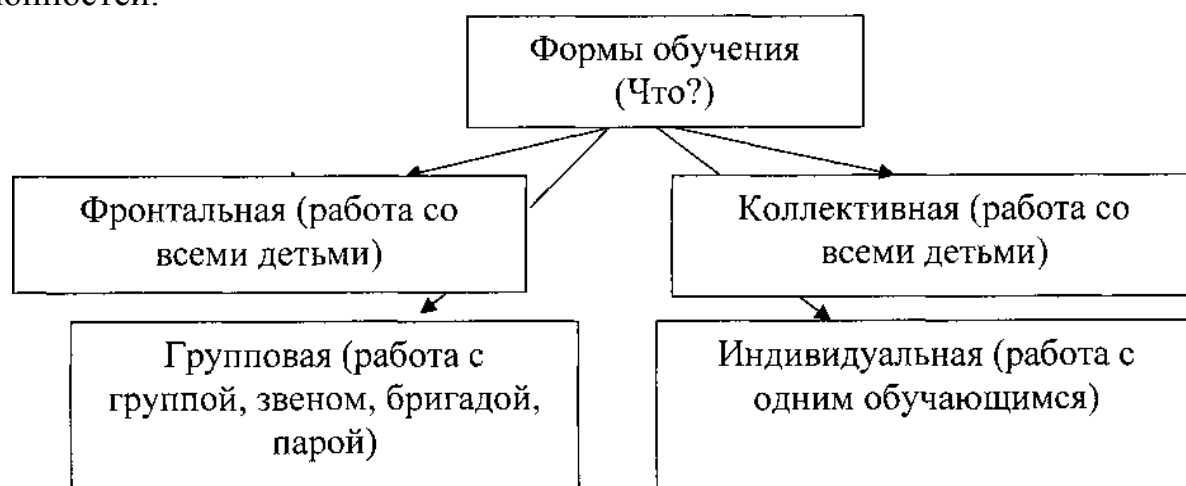 Формы обучения
(Что?)
Фронтальная (работа со
всеми детьми)
Коллективная (работа со
всеми детьми)
Групповая (работа с
группой, звеном, бригадой,
парой)
Индивидуальная (работа с
одним обучающимся)